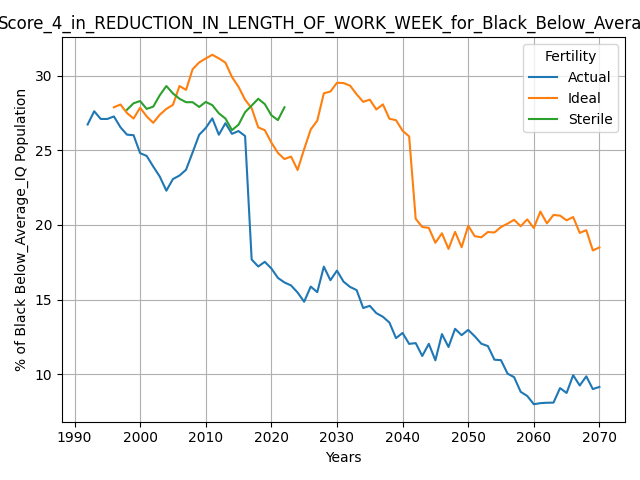 Score_4_in_REDUCTION_IN_LENGTH_OF_WORK_WEEK_for_Black_Below_Avera
Fertility
Actual
Ideal
Sterile
% of Black Below_Average_IQ Population
30
25
20
15
10
1990 2000 2010 2020 2030 2040 2050 2060 2070
Years